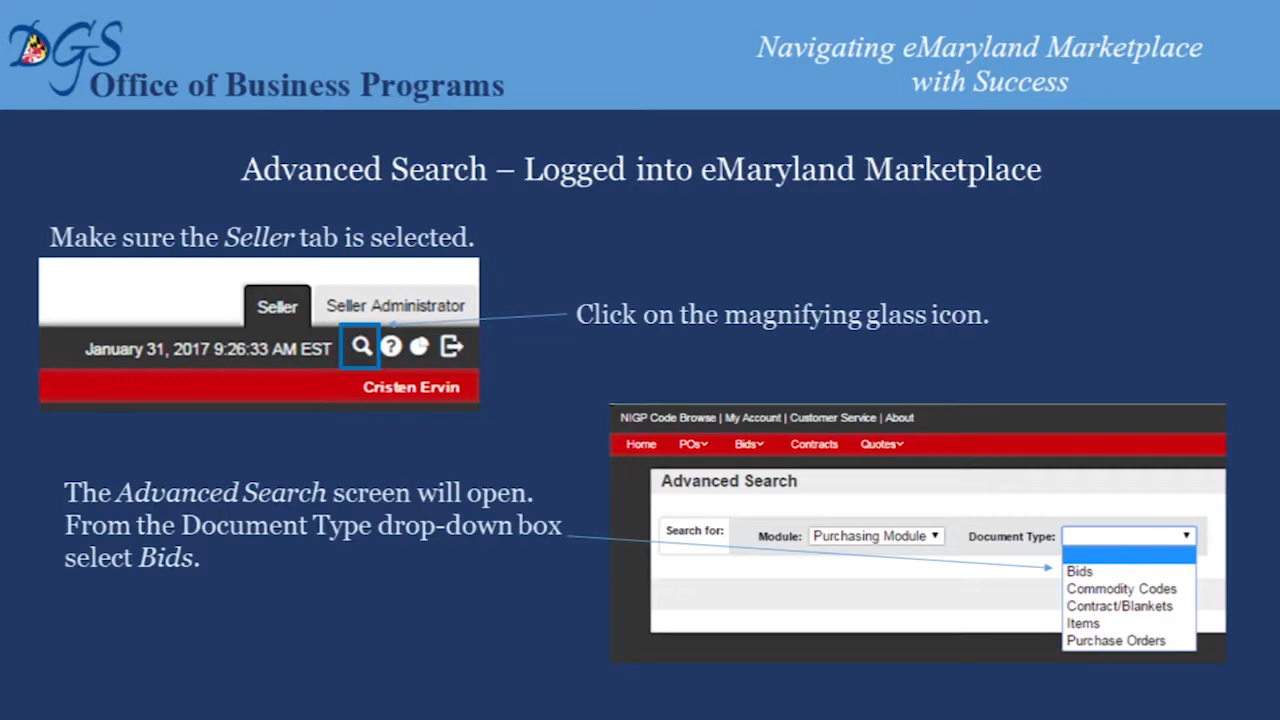 DGS
Office of Business Programs
Navigating eMaryland Marketplace
with Success
Advanced Search – Logged into eMaryland Marketplace
Make sure the Seller tab is selected.
Seller Seller Administrator
January 31, 2017 9:26:33 AM EST
Cristen Ervin
Click on the magnifying glass icon.
The Advanced Search screen will open.
From the Document Type drop-down box
select Bids.
NIGP Code Browse | My Account | Customer Service | About
Home POs Bids Contracts Quotes
Advanced Search
Search for: Module: Purchasing Module Document Type:
Bids
Commodity Codes
Contract/Blankets
Items
Purchase Orders